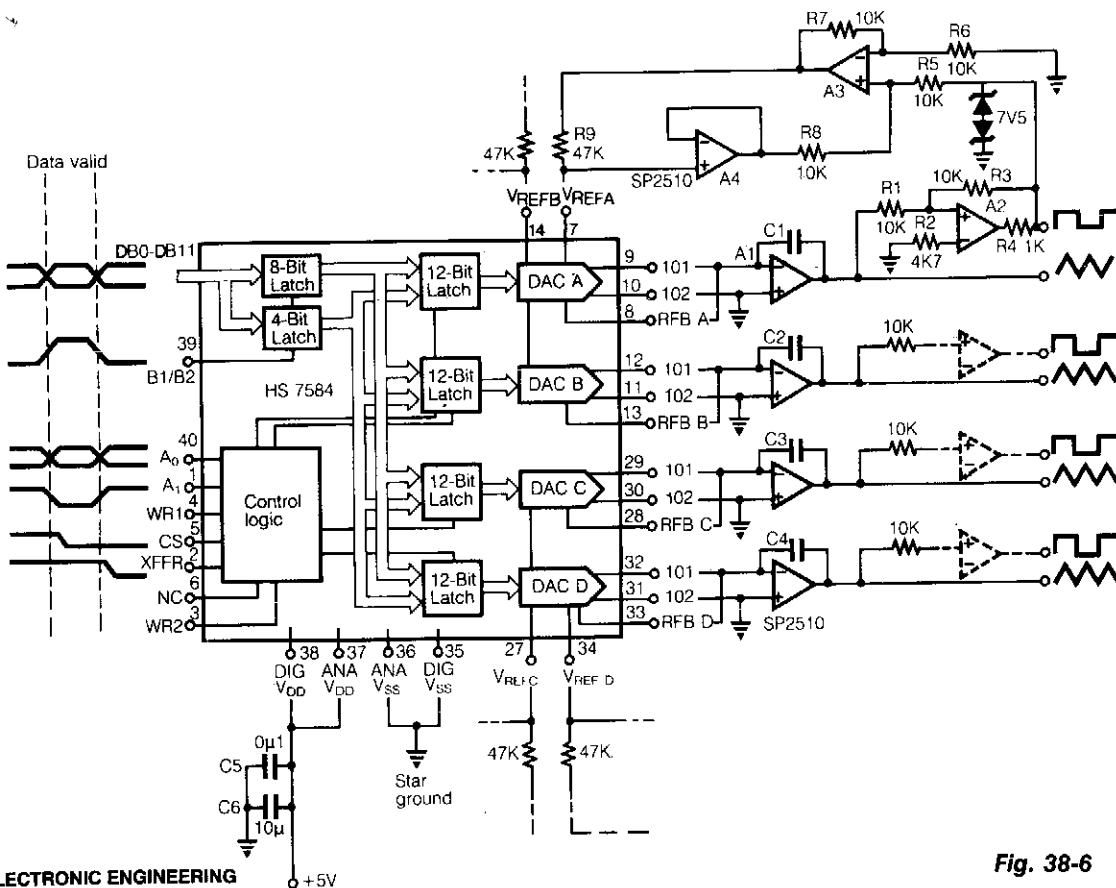 R7 10K
R6
10K
R5
10K
A3
7V5
R9
47K
47K
R8
10K
SP2510
A4
VREFB
VREFA
14
7
10K R3
R1
10K
R2
4K7
A2
R4 1K
Data valid
DB0-DB11
8-Bit
Latch
4-Bit
Latch
12-Bit
Latch
DAC A
9
101
10
102
8
RFB A
A1
C1
39
B1/B2
HS 7584
12-Bit
Latch
DAC B
12
101
11
102
13
RFB B
C2
10K
40
A0
1
A1
4
WR1
5
CS
2
XFFR
6
NC
3
WR2
Control
logic
12-Bit
Latch
DAC C
29
101
30
102
28
RFB C
C3
10K
12-Bit
Latch
DAC D
32
101
31
102
33
RFB D
C4
SP2510
10K
38
DIG
VDD
37
ANA
VDD
36
ANA
VSS
35
DIG
VSS
27
VREFC
34
VREF D
47K
47K
Star
ground
0µ1
C5
C6
10µ
+5V
LECTRONIC ENGINEERING
Fig. 38-6